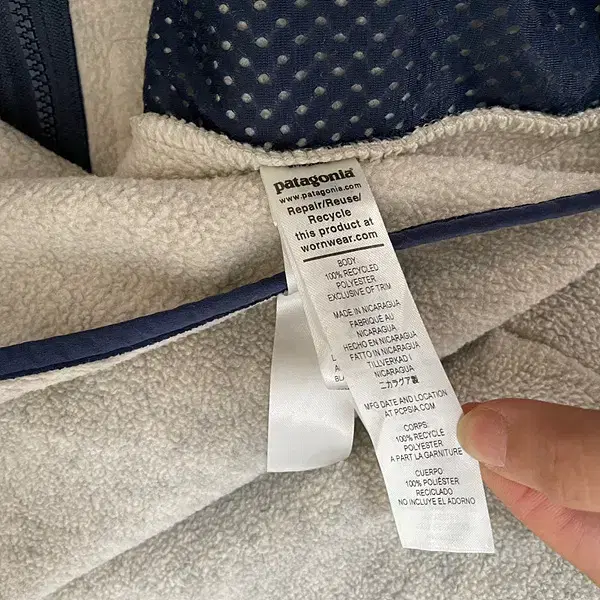 patagonia®
www.patagonia.com
Repair/Reuse/
Recycle
this product at
wornwear.com
BODY
100% RECYCLED
POLYESTER
EXCLUSIVE OF TRIM
MADE IN NICARAGUA
FABRIQUÉ AU
NICARAGUA
HECHO EN NICARAGUA
FATTO IN NICARAGUA
TILLVERKAD I
NICARAGUA
ニカラグア製
MFG DATE AND LOCATION
AT PCPSIA.COM
CORPS:
100% RECYCLE
POLYESTER
A PART LA GARNITURE
CUERPO
100% POLIÉSTER
RECICLADO
NO INCLUYE EL ADORNO